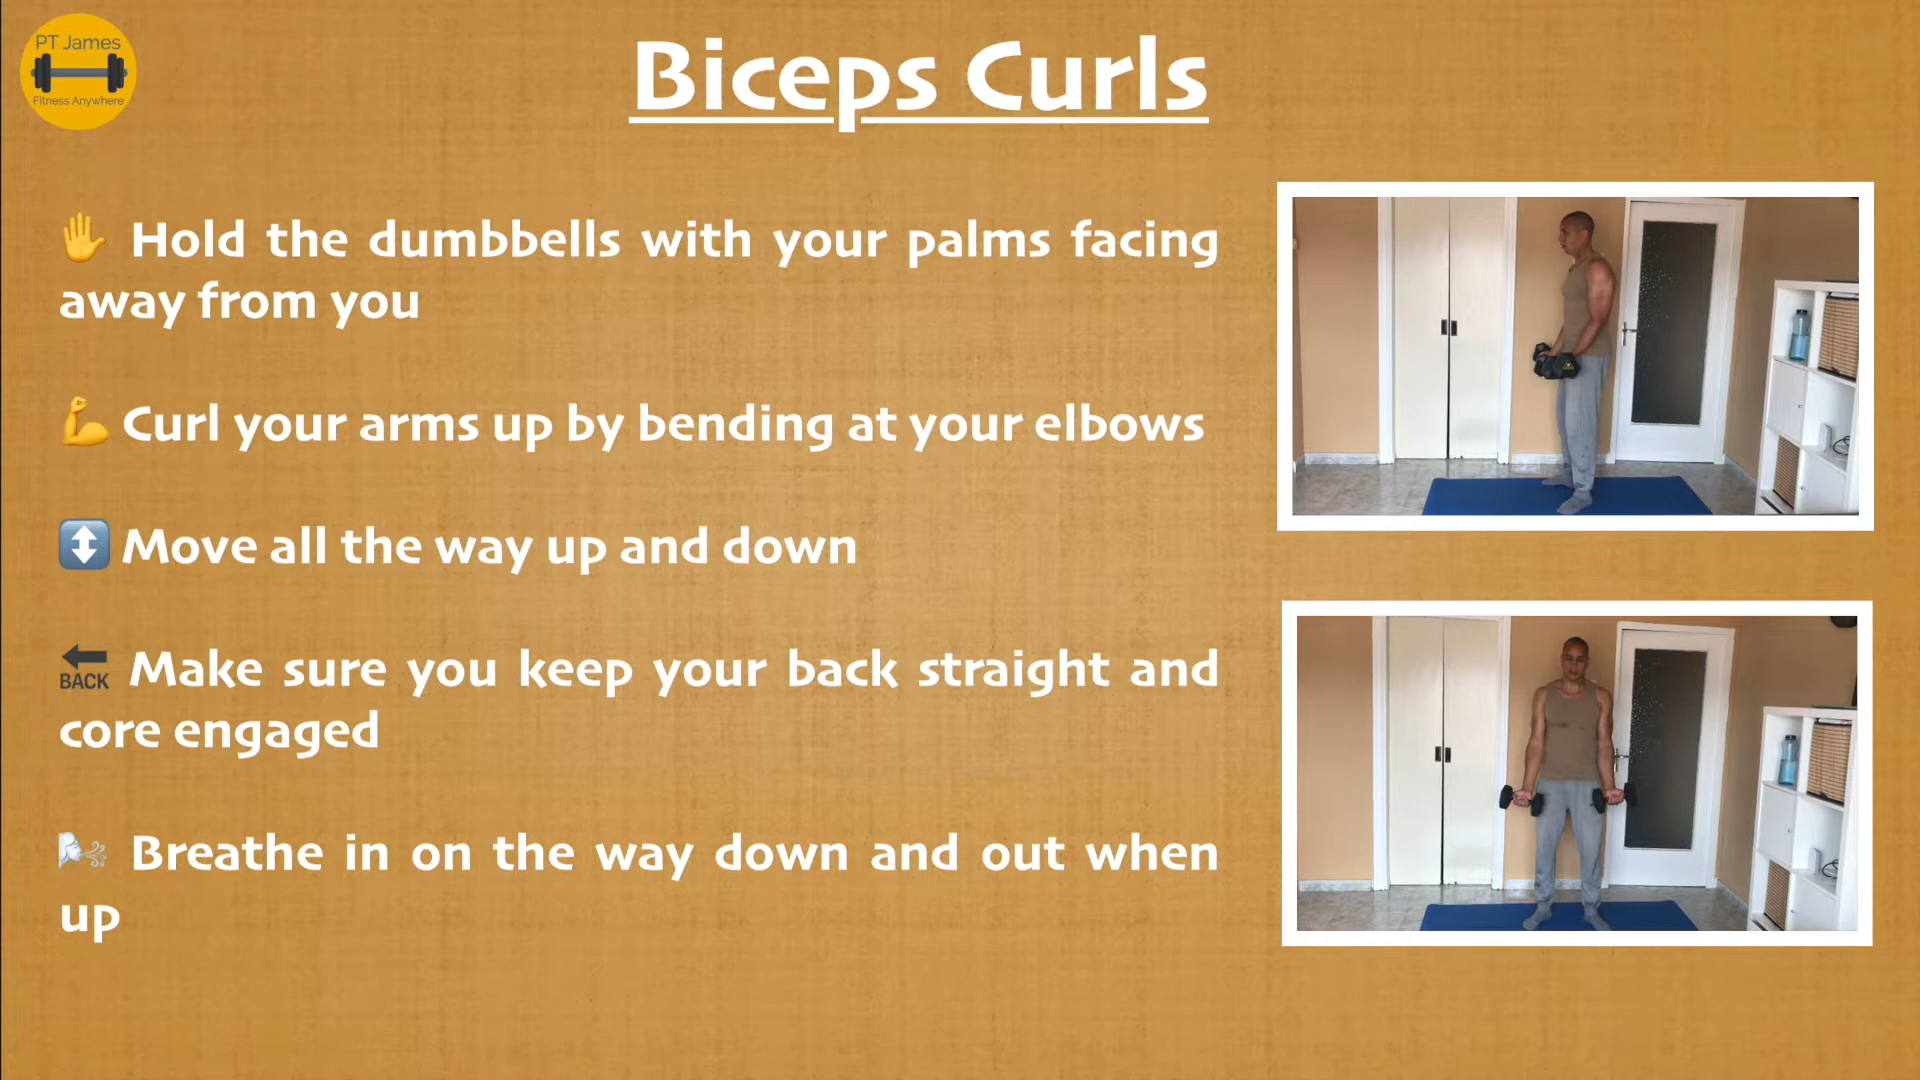 PT James
Fitness Anywhere
Biceps Curls
✋ Hold the dumbbells with your palms facing
away from you
💪 Curl your arms up by bending at your elbows
↕️ Move all the way up and down
🔙 Make sure you keep your back straight and
core engaged
🌬️ Breathe in on the way down and out when
up